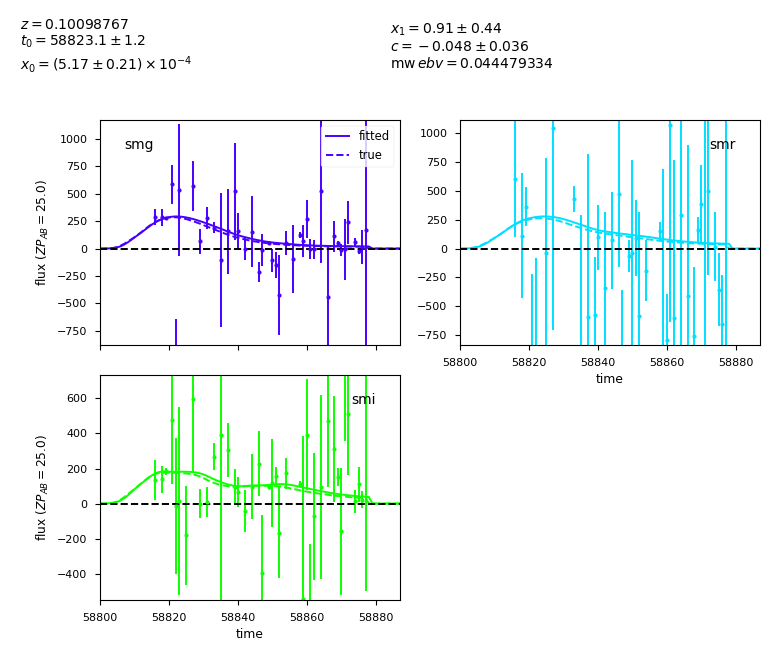 z = 0.10098767
t₀ = 58823.1 ± 1.2
x₀ = (5.17 ± 0.21) × 10⁻⁴
x₁ = 0.91 ± 0.44
c = −0.048 ± 0.036
mw ebv = 0.044479334
smg
fitted
true
flux (ZP_AB = 25.0)
1000
750
500
250
0
−250
−500
−750
smr
1000
750
500
250
0
−250
−500
−750
58800 58820 58840 58860 58880
time
smi
flux (ZP_AB = 25.0)
600
400
200
0
−200
−400
58800 58820 58840 58860 58880
time